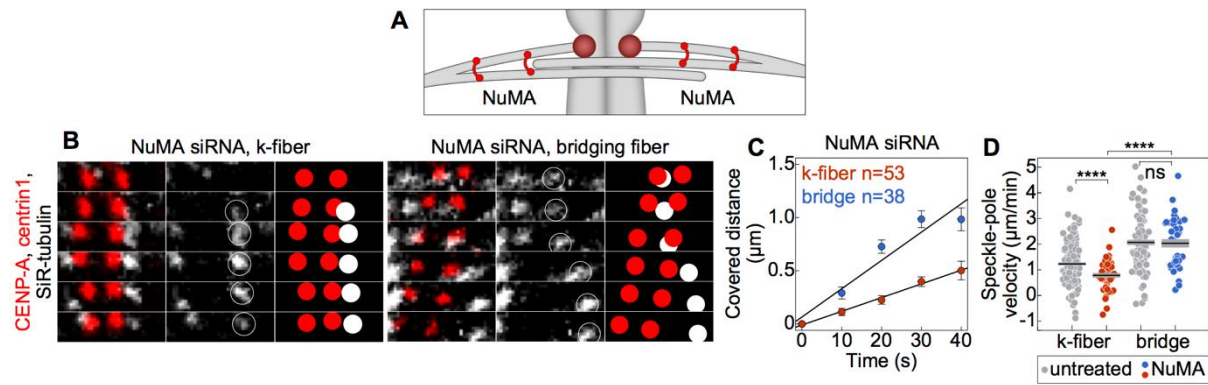 A
NuMA
NuMA
B
NuMA siRNA, k-fiber
NuMA siRNA, bridging fiber
CENP-A, centrin1,
SiR-tubulin
C
NuMA siRNA
k-fiber n=53
bridge n=38
Covered distance
(μm)
1.5
1.0
0.5
0
0 10 20 30 40
Time (s)
D
****
****
ns
****
Speckle-pole
velocity (μm/min)
5
4
3
2
1
0
-1
k-fiber bridge
untreated NuMA